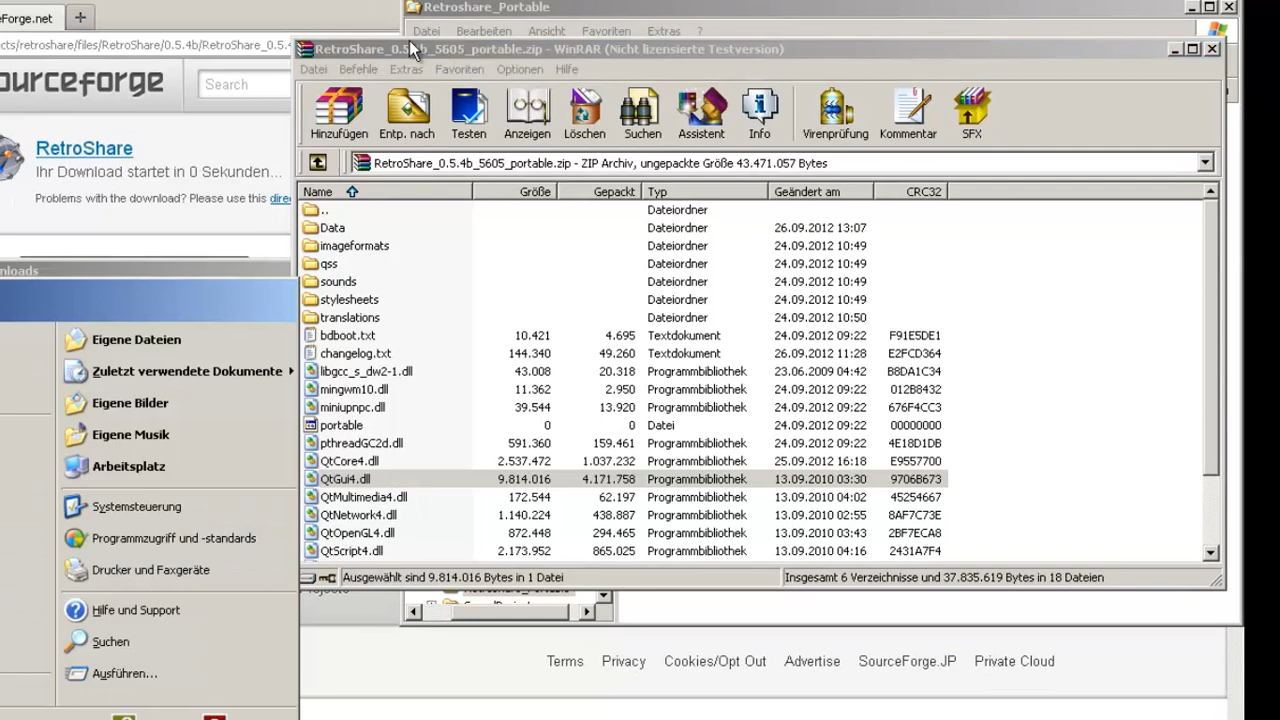 Retroshare_Portable
eForge.net
Datei Bearbeiten Ansicht Favoriten Extras ?
ects/retroshare/files/RetroShare/0.5.4b/RetroShare_0.5.4
RetroShare_0.5.4b_5605_portable.zip - WinRAR (Nicht lizensierte Testversion)
Datei Befehle Extras Favoriten Optionen Hilfe
ourceforge
Search
Hinzufügen Entp. nach Testen Anzeigen Löschen Suchen Assistent Info Virenprüfung Kommentar SFX
RetroShare
Ihr Download startet in 0 Sekunden...
Problems with the download? Please use this dire
RetroShare_0.5.4b_5605_portable.zip - ZIP Archiv, ungepackte Größe 43.471.057 Bytes
Name Größe Gepackt Typ Geändert am CRC32
.. Dateiordner
Data Dateiordner 26.09.2012 13:07
imageformats Dateiordner 24.09.2012 10:49
qss Dateiordner 24.09.2012 10:49
sounds Dateiordner 24.09.2012 10:49
stylesheets Dateiordner 24.09.2012 10:49
translations Dateiordner 24.09.2012 10:50
bdboot.txt 10.421 4.695 Textdokument 24.09.2012 09:22 F91E5DE1
changelog.txt 144.340 49.260 Textdokument 26.09.2012 11:28 E2FCD364
libgcc_s_dw2-1.dll 43.008 20.318 Programmbibliothek 23.06.2009 04:42 B8DA1C34
mingwm10.dll 11.362 2.950 Programmbibliothek 24.09.2012 09:22 012B8432
miniupnpc.dll 39.544 13.920 Programmbibliothek 24.09.2012 09:22 676F4CC3
portable 0 0 Datei 24.09.2012 09:22 00000000
pthreadGC2d.dll 591.360 159.461 Programmbibliothek 24.09.2012 09:22 4E18D1DB
QtCore4.dll 2.537.472 1.037.232 Programmbibliothek 25.09.2012 16:18 E9557700
QtGui4.dll 9.814.016 4.171.758 Programmbibliothek 13.09.2010 03:30 9706B673
QtMultimedia4.dll 172.544 62.197 Programmbibliothek 13.09.2010 04:02 45254667
QtNetwork4.dll 1.140.224 438.887 Programmbibliothek 13.09.2010 02:55 8AF7C73E
QtOpenGL4.dll 872.448 294.465 Programmbibliothek 13.09.2010 03:43 2BF7ECA8
QtScript4.dll 2.173.952 865.025 Programmbibliothek 13.09.2010 04:16 2431A7F4
Ausgewählt sind 9.814.016 Bytes in 1 Datei
Insgesamt 6 Verzeichnisse und 37.835.619 Bytes in 18 Dateien
nloads
Eigene Dateien
Zuletzt verwendete Dokumente
Eigene Bilder
Eigene Musik
Arbeitsplatz
Systemsteuerung
Programmzugriff und -standards
Drucker und Faxgeräte
Hilfe und Support
Suchen
Ausführen...
Terms Privacy Cookies/Opt Out Advertise SourceForge.JP Private Cloud